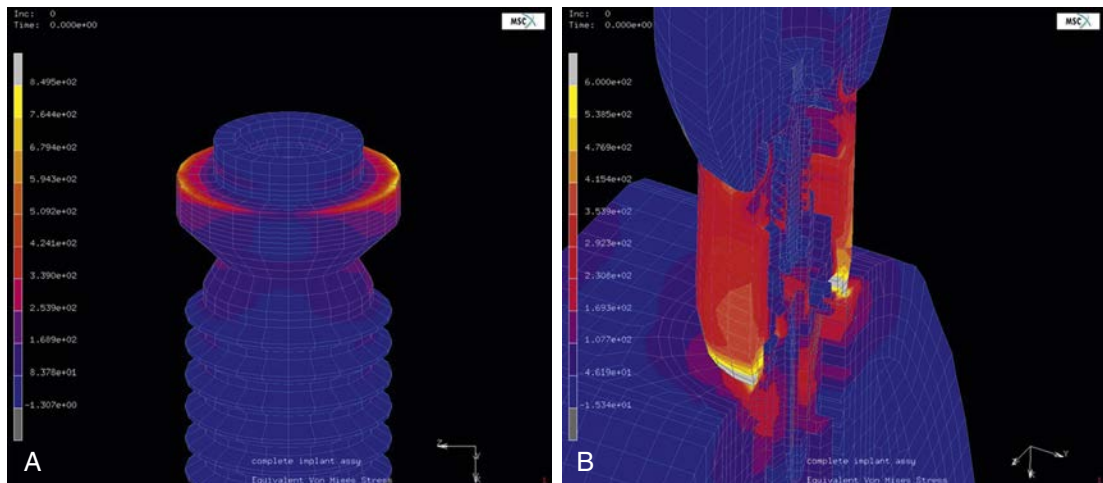 Inc: 0
Time: 0.000e+00
MSC
8.495e+02
7.644e+02
6.794e+02
5.943e+02
5.092e+02
4.241e+02
3.390e+02
2.539e+02
1.689e+02
8.378e+01
-1.307e+00
A
complete implant assy
Equivalent Von Mises Stress
Z
Y
X
Inc: 0
Time: 0.000e+00
MSC
6.000e+02
5.385e+02
4.769e+02
4.154e+02
3.539e+02
2.923e+02
2.308e+02
1.693e+02
1.077e+02
4.619e+01
-1.534e+01
B
complete implant assy
Equivalent Von Mises Stress
Z
Y
X
1